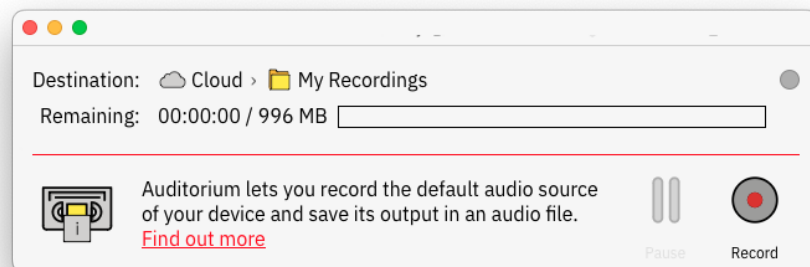 Destination: Cloud › My Recordings
Remaining: 00:00:00 / 996 MB
Auditorium lets you record the default audio source
of your device and save its output in an audio file.
Find out more
i
Pause
Record